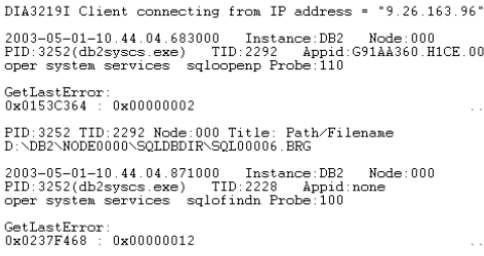 DIA3219I Client connecting from IP address = "9.26.163.96"
2003-05-01-10.44.04.683000 Instance:DB2 Node:000
PID:3252(db2syscs.exe) TID:2292 Appid:G91AA360.H1CE.00
oper system services sqloopenp Probe:110
GetLastError:
0x0153C364 : 0x00000002 ..
PID:3252 TID:2292 Node:000 Title: Path/Filename
D:\DB2\NODE0000\SQLDBDIR\SQL00006.BRG
2003-05-01-10.44.04.871000 Instance:DB2 Node:000
PID:3252(db2syscs.exe) TID:2228 Appid:none
oper system services sqlofindn Probe:100
GetLastError:
0x0237F468 : 0x00000012 ..